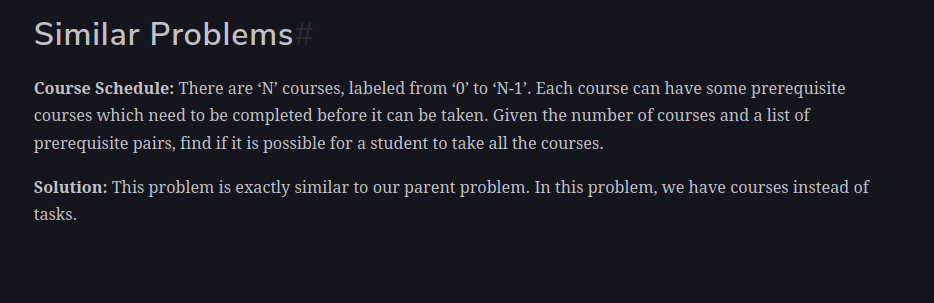 Similar Problems#
Course Schedule: There are ‘N’ courses, labeled from ‘0’ to ‘N-1’. Each course can have some prerequisite
courses which need to be completed before it can be taken. Given the number of courses and a list of
prerequisite pairs, find if it is possible for a student to take all the courses.
Solution: This problem is exactly similar to our parent problem. In this problem, we have courses instead of
tasks.